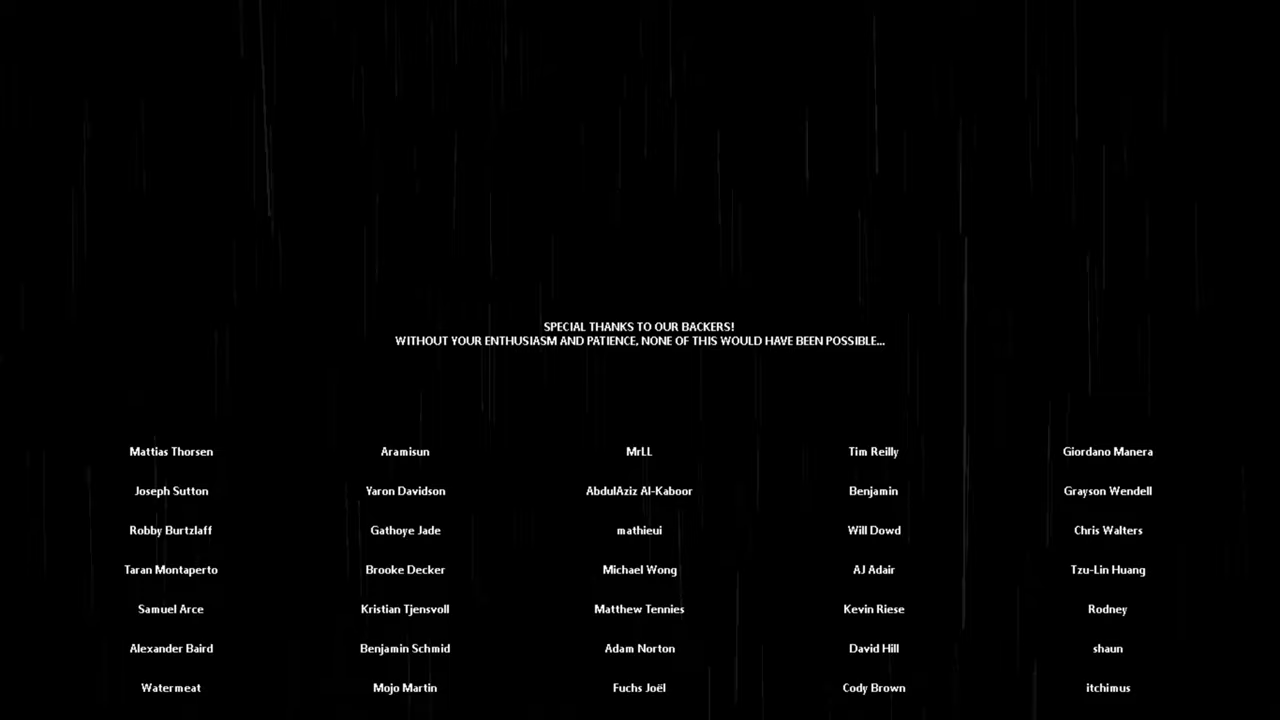 SPECIAL THANKS TO OUR BACKERS!
WITHOUT YOUR ENTHUSIASM AND PATIENCE, NONE OF THIS WOULD HAVE BEEN POSSIBLE...
Mattias Thorsen Aramisun MrLL Tim Reilly Giordano Manera
Joseph Sutton Yaron Davidson AbdulAziz Al-Kaboor Benjamin Grayson Wendell
Robby Burtzlaff Gathoye Jade mathieui Will Dowd Chris Walters
Taran Montaperto Brooke Decker Michael Wong AJ Adair Tzu-Lin Huang
Samuel Arce Kristian Tjensvoll Matthew Tennies Kevin Riese Rodney
Alexander Baird Benjamin Schmid Adam Norton David Hill shaun
Watermeat Mojo Martin Fuchs Joël Cody Brown itchimus